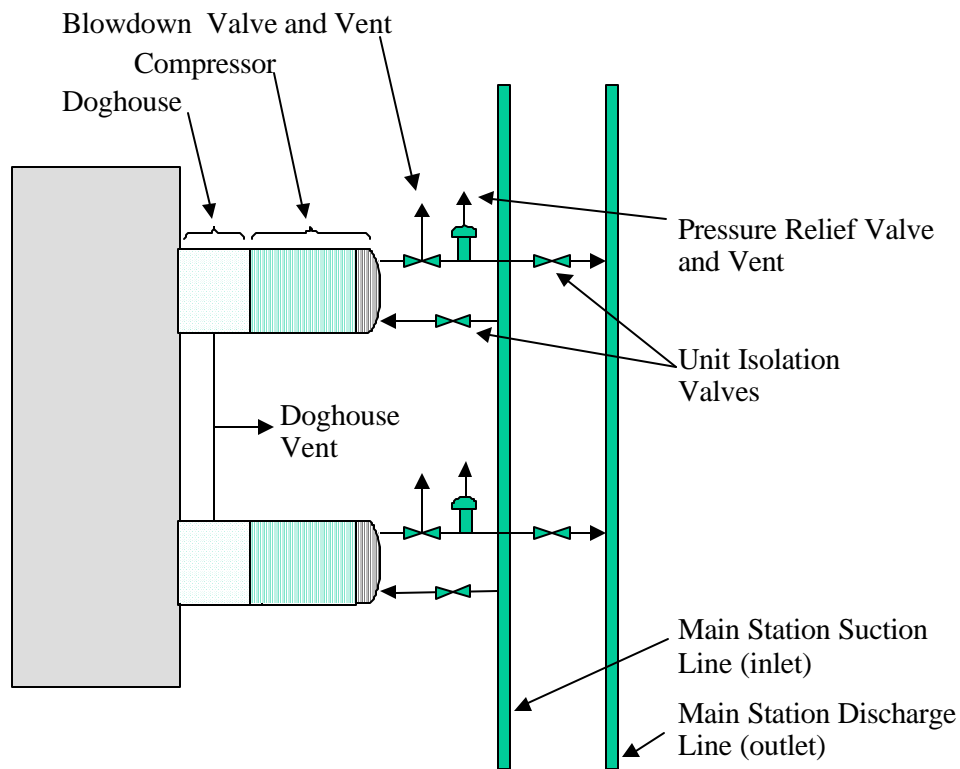 Blowdown Valve and Vent
Compressor
Doghouse
Pressure Relief Valve
and Vent
Unit Isolation
Valves
Doghouse
Vent
Main Station Suction
Line (inlet)
Main Station Discharge
Line (outlet)